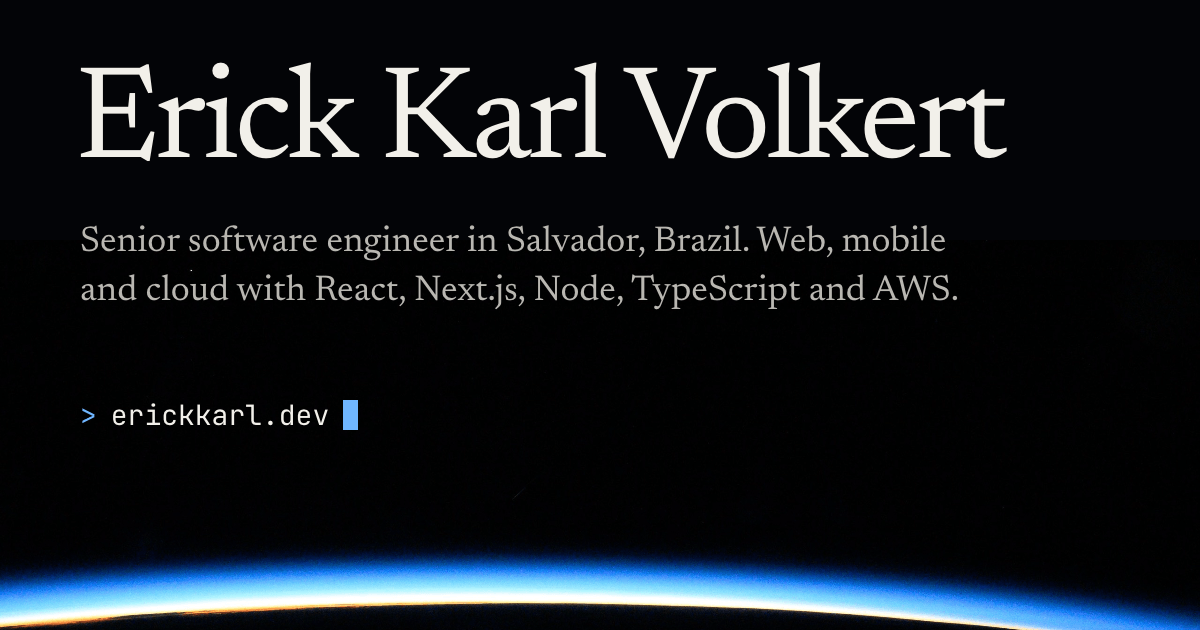 Erick Karl Volkert
Senior software engineer in Salvador, Brazil. Web, mobile
and cloud with React, Next.js, Node, TypeScript and AWS.
> erickkarl.dev